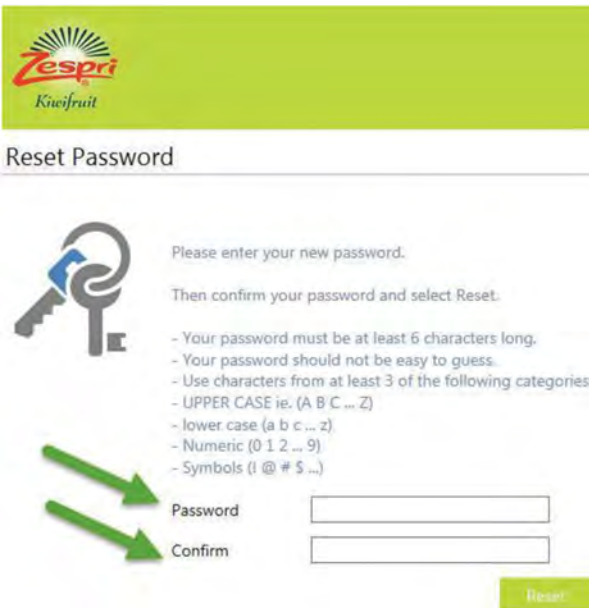 Zespri
®
Kiwifruit
Reset Password
Please enter your new password.
Then confirm your password and select Reset.
- Your password must be at least 6 characters long.
- Your password should not be easy to guess.
- Use characters from at least 3 of the following categories
- UPPER CASE ie. (A B C ... Z)
- lower case (a b c ... z)
- Numeric (0 1 2 ... 9)
- Symbols (! @ # $ ...)
Password
Confirm
Reset